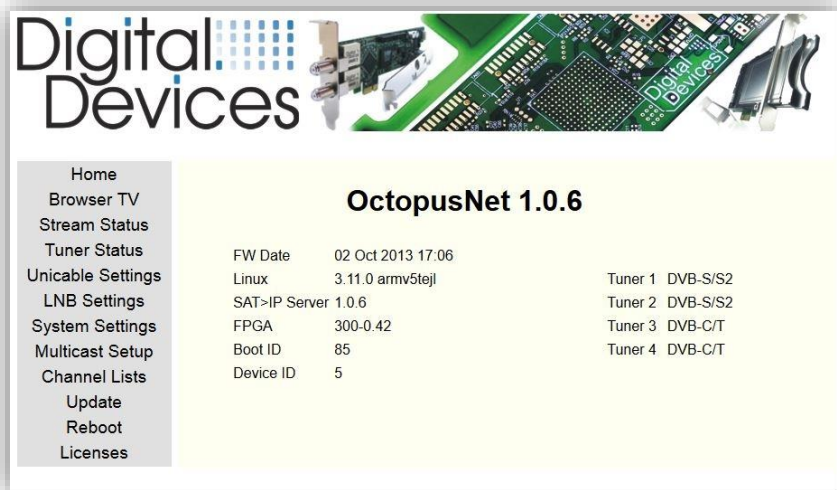 Digital
Devices
Digital
Devices
Home
Browser TV
Stream Status
Tuner Status
Unicable Settings
LNB Settings
System Settings
Multicast Setup
Channel Lists
Update
Reboot
Licenses
OctopusNet 1.0.6
FW Date 02 Oct 2013 17:06
Linux 3.11.0 armv5tejl
SAT>IP Server 1.0.6
FPGA 300-0.42
Boot ID 85
Device ID 5
Tuner 1 DVB-S/S2
Tuner 2 DVB-S/S2
Tuner 3 DVB-C/T
Tuner 4 DVB-C/T